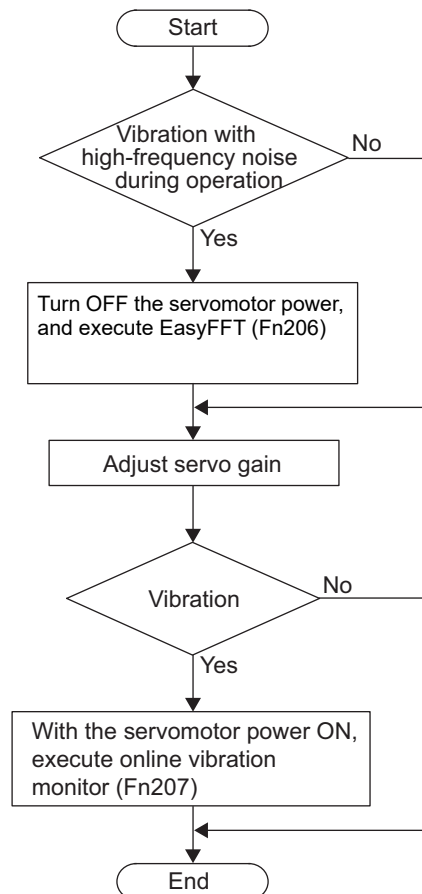 Start
Vibration with
high-frequency noise
during operation
No
Yes
Turn OFF the servomotor power,
and execute EasyFFT (Fn206)
Adjust servo gain
Vibration
No
Yes
With the servomotor power ON,
execute online vibration
monitor (Fn207)
End